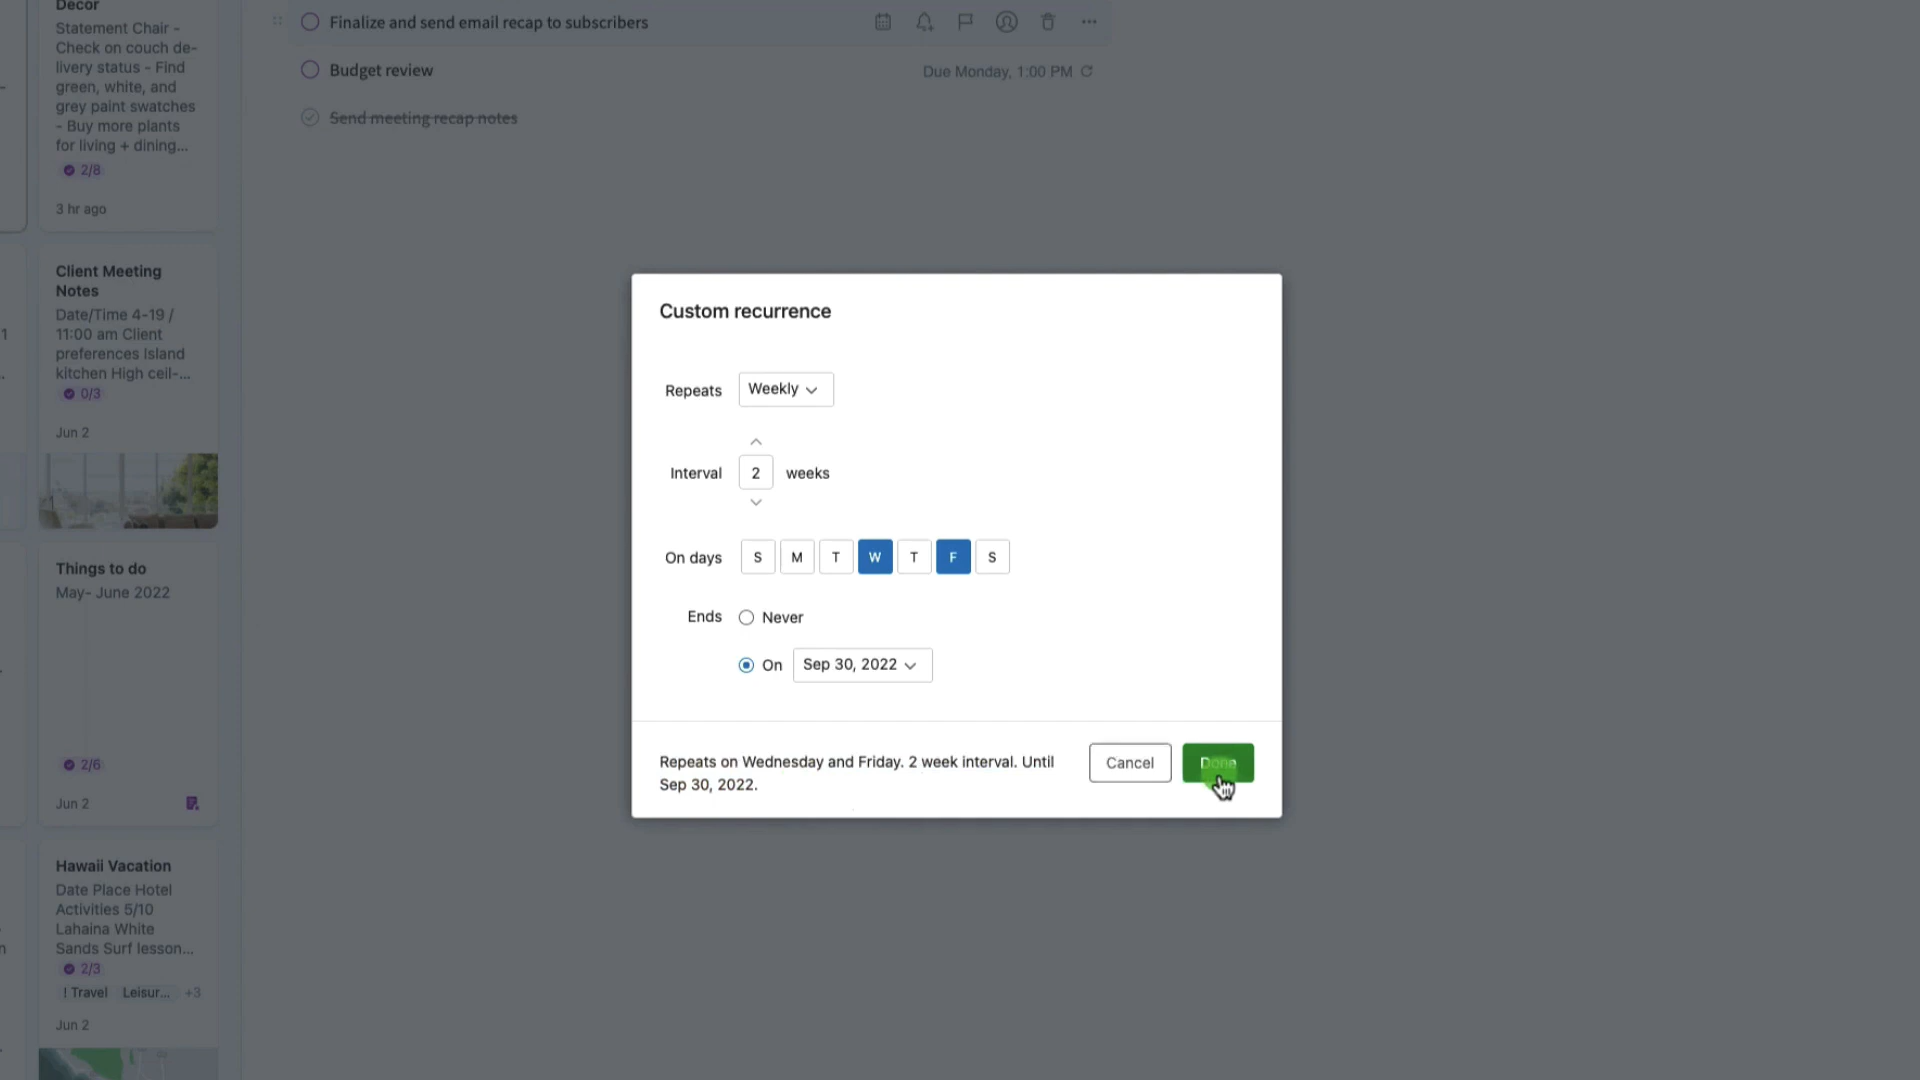 Decor
Statement Chair -
Check on couch de-
livery status - Find
green, white, and
grey paint swatches
- Buy more plants
for living + dining...
2/8
3 hr ago
Client Meeting
Notes
Date/Time 4-19 /
11:00 am Client
preferences Island
kitchen High ceil-...
0/3
Jun 2
Things to do
May- June 2022
2/6
Jun 2
Hawaii Vacation
Date Place Hotel
Activities 5/10
Lahaina White
Sands Surf lesson...
2/3
! Travel Leisur... +3
Jun 2
Finalize and send email recap to subscribers
Budget review
Due Monday, 1:00 PM
Send meeting recap notes
Custom recurrence
Repeats Weekly
Interval 2 weeks
On days S M T W T F S
Ends Never
On Sep 30, 2022
Repeats on Wednesday and Friday. 2 week interval. Until
Sep 30, 2022.
Cancel
Done